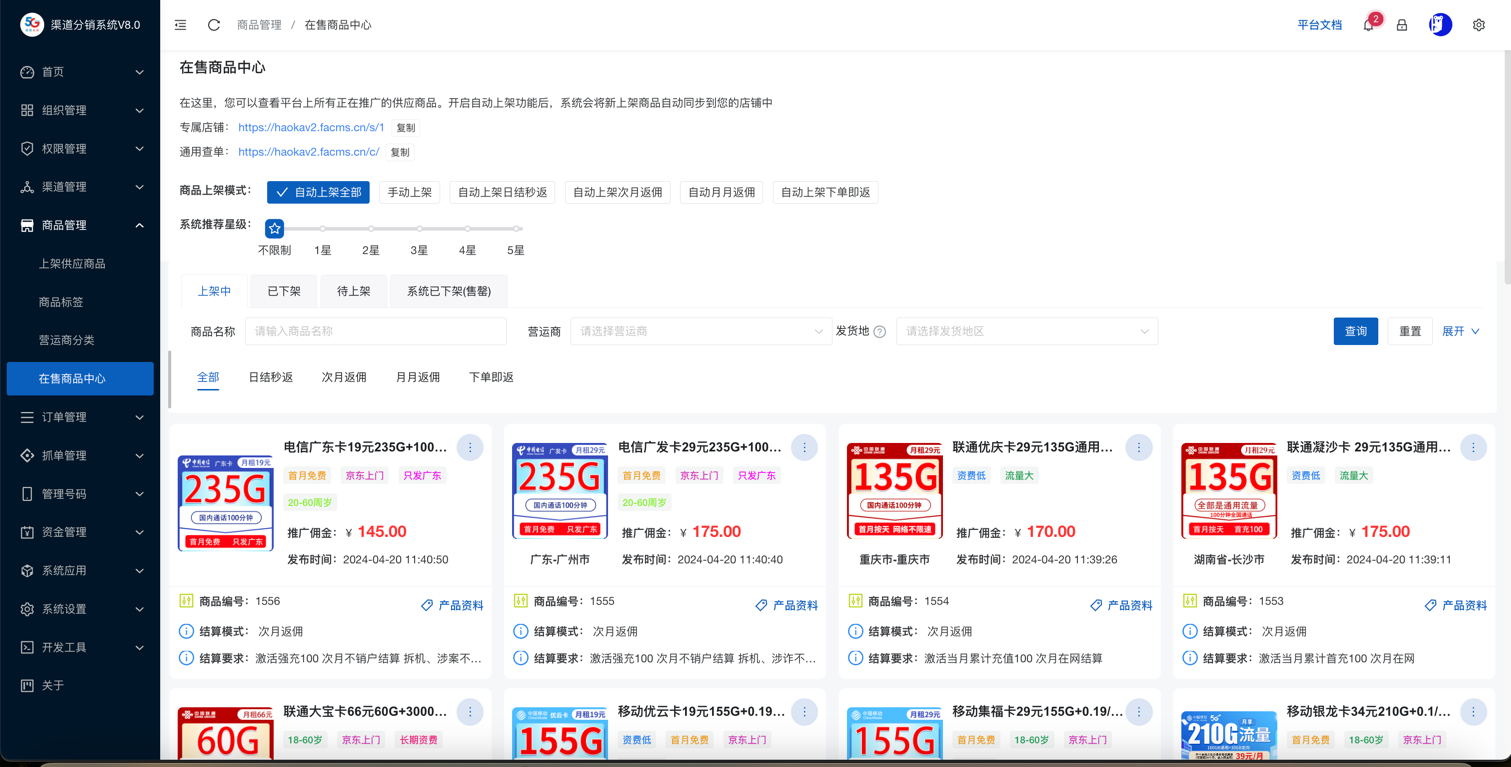 渠道分销系统V8.0
商品管理 / 在售商品中心
平台文档
2
首页
组织管理
权限管理
渠道管理
商品管理
上架供应商品
商品标签
营运商分类
在售商品中心
订单管理
抓单管理
管理号码
资金管理
系统应用
系统设置
开发工具
关于
在售商品中心
在这里，您可以查看平台上所有正在推广的供应商品。开启自动上架功能后，系统会将新上架商品自动同步到您的店铺中
专属店铺： https://haokav2.facms.cn/s/1 复制
通用查单： https://haokav2.facms.cn/c/ 复制
商品上架模式： 自动上架全部 手动上架 自动上架日结秒返 自动上架次月返佣 自动月月返佣 自动上架下单即返
系统推荐星级：
不限制 1星 2星 3星 4星 5星
上架中 已下架 待上架 系统已下架(售罄)
商品名称 请输入商品名称 营运商 请选择营运商 发货地 请选择发货地区 查询 重置 展开
全部 日结秒返 次月返佣 月月返佣 下单即返
中国电信 广东卡 月租19元
235G
国内通话100分钟
首月免费 只发广东
电信广东卡19元235G+100...
首月免费 京东上门 只发广东
20-60周岁
推广佣金： ¥ 145.00
发布时间：2024-04-20 11:40:50
商品编号：1556
产品资料
结算模式： 次月返佣
结算要求：激活强充100 次月不销户结算 拆机、涉案不...
中国电信 广发卡 月租29元
235G
国内通话100分钟
首月免费 只发广东
广东-广州市
电信广发卡29元235G+100...
首月免费 京东上门 只发广东
20-60周岁
推广佣金： ¥ 175.00
发布时间：2024-04-20 11:40:40
商品编号：1555
产品资料
结算模式： 次月返佣
结算要求：激活强充100 次月不销户结算 拆机、涉诈不...
中国联通 月租29元
135G
国内通话100分钟
首月按天 网络不限速
重庆市-重庆市
联通优庆卡29元135G通用...
资费低 流量大
推广佣金： ¥ 170.00
发布时间：2024-04-20 11:39:26
商品编号：1554
产品资料
结算模式： 次月返佣
结算要求：激活当月累计充值100 次月在网结算
中国联通 月租29元
135G
全部是通用流量
100分钟全国通话
首月按天 首充100
湖南省-长沙市
联通凝沙卡 29元135G通用...
资费低 流量大
推广佣金： ¥ 175.00
发布时间：2024-04-20 11:39:11
商品编号：1553
产品资料
结算模式： 次月返佣
结算要求：激活当月累计首充100 次月在网
中国联通 月租66元
60G
联通大宝卡66元60G+3000...
18-60岁 京东上门 长期资费
中国移动 优云卡 月租19元
155G
移动优云卡19元155G+0.19...
资费低 首月免费 京东上门
中国移动 月租29元
155G
移动集福卡29元155G+0.19/...
首月免费 18-60岁 京东上门
中国移动 5G 月享
210G流量
39元/月
移动银龙卡34元210G+0.1/...
首月免费 18-60岁 京东上门